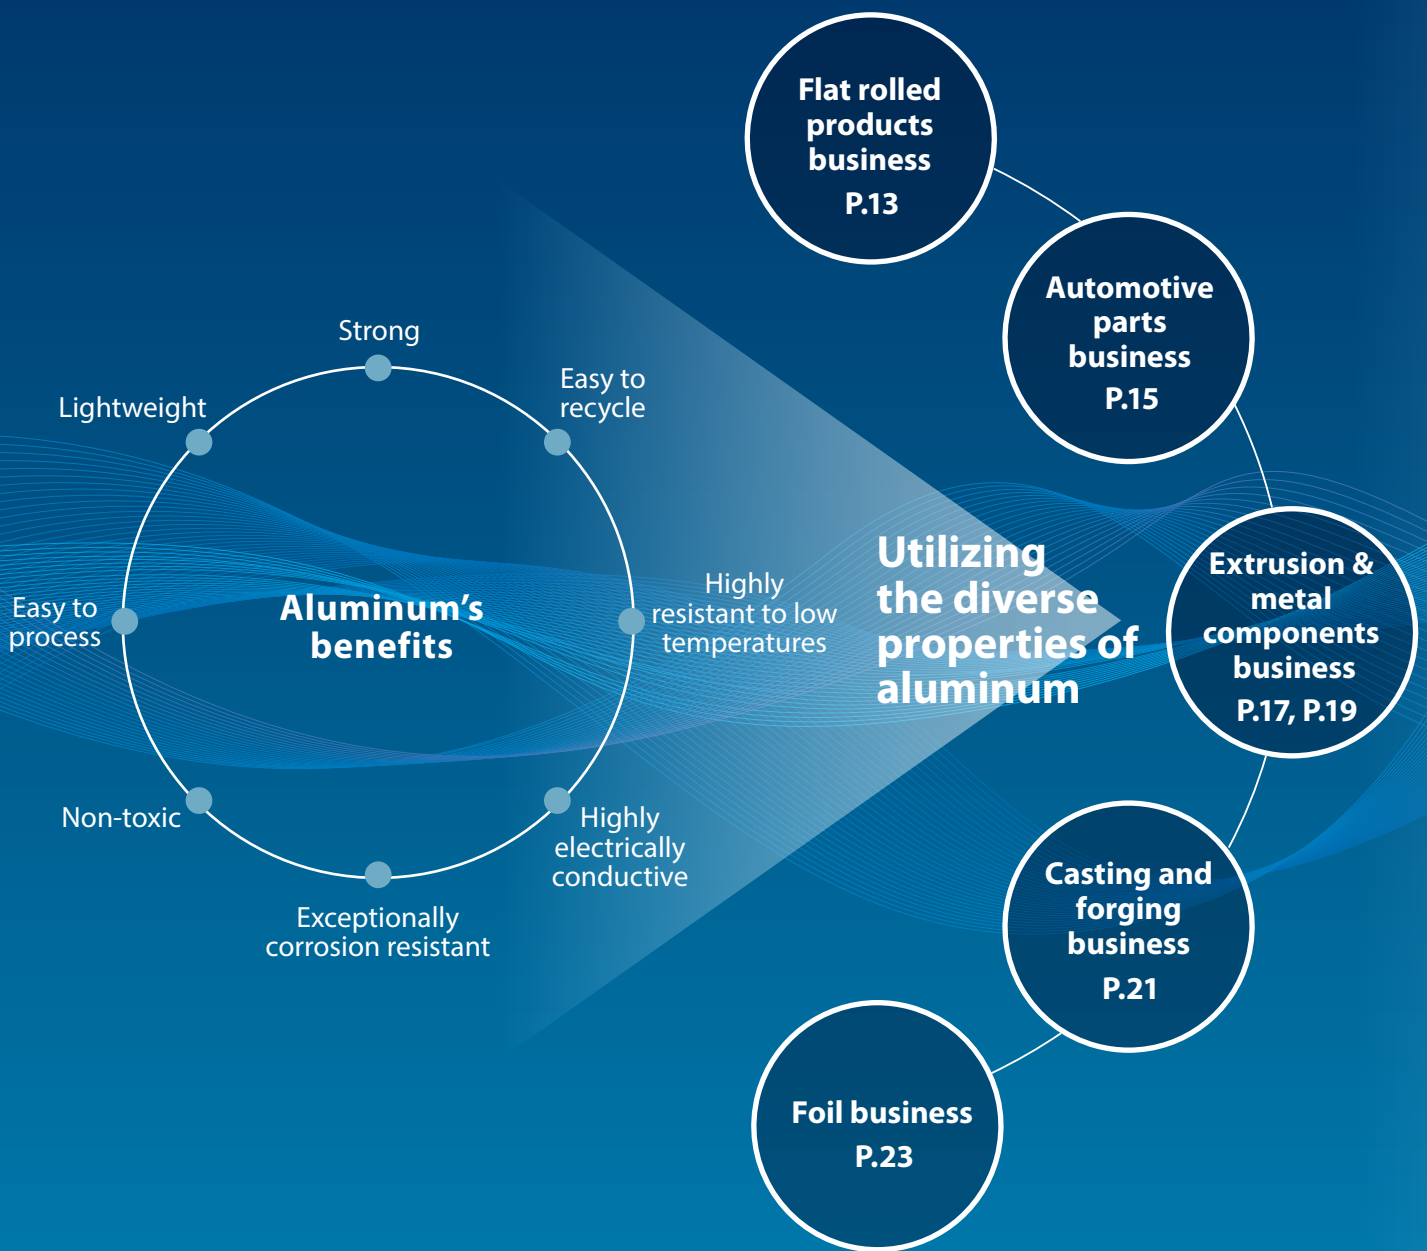 Strong
Easy to
recycle
Lightweight
Highly
resistant to low
temperatures
Easy to
process
Aluminum’s
benefits
Non-toxic
Highly
electrically
conductive
Exceptionally
corrosion resistant
Utilizing
the diverse
properties of
aluminum
Flat rolled
products
business
P.13
Automotive
parts
business
P.15
Extrusion &
metal
components
business
P.17, P.19
Casting and
forging
business
P.21
Foil business
P.23